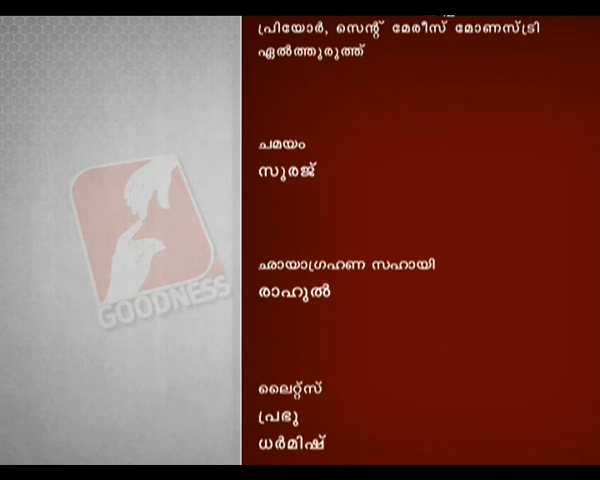 പ്രിയോർ, സെന്റ് മേരീസ് മോണസ്ട്രി
ഏൽത്തുരുത്ത്
ചമയം
സൂരജ്
ഛായാഗ്രഹണ സഹായി
രാഹുൽ
ലൈറ്റ്സ്
പ്രഭു
ധർമിഷ്
GOODNESS